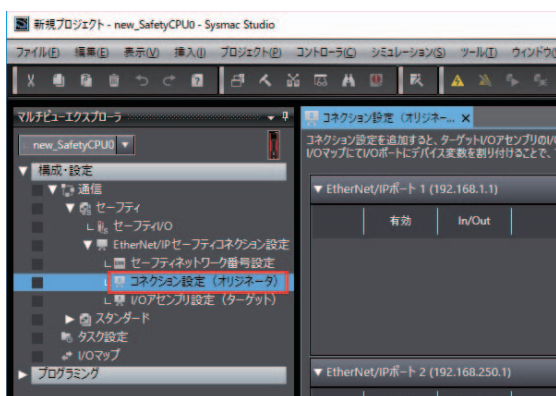 新規プロジェクト - new_SafetyCPU0 - Sysmac Studio
ファイル(F) 編集(E) 表示(V) 挿入(I) プロジェクト(P) コントローラ(C) シミュレーション(S) ツール(T) ウィンドウ(
マルチビューエクスプローラ
new_SafetyCPU0
構成・設定
通信
セーフティ
セーフティI/O
EtherNet/IPセーフティコネクション設定
セーフティネットワーク番号設定
コネクション設定（オリジネータ）
I/Oアセンブリ設定（ターゲット）
スタンダード
タスク設定
I/Oマップ
プログラミング
コネクション設定（オリジネー...
コネクション設定を追加すると、ターゲットI/OアセンブリのI/
I/OマップにてI/Oポートにデバイス変数を割り付けることで、
EtherNet/IPポート 1 (192.168.1.1)
有効 In/Out
EtherNet/IPポート 2 (192.168.250.1)